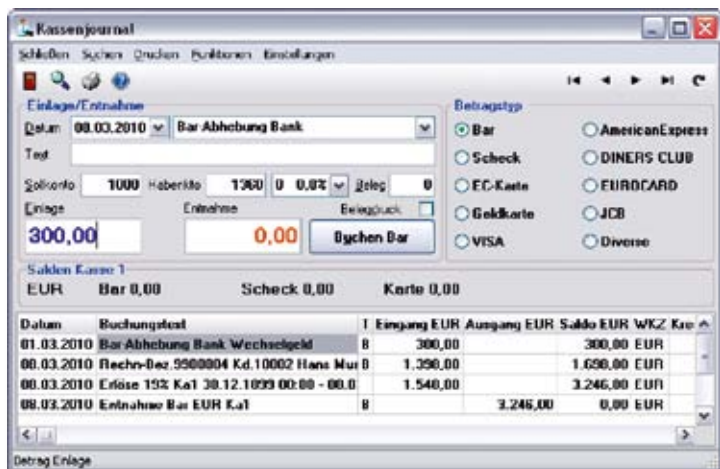 Kassenjournal
Schließen Suchen Drucken Funktionen Einstellungen
Einlage/Entnahme
Datum 08.03.2010 Bar-Abhebung Bank
Text
Sollkonto 1000 Habenkto 1360 0 0,0% Beleg 0
Einlage Entnahme Belegdruck
300,00 0,00 Buchen Bar
Betragstyp
Bar AmericanExpress
Scheck DINERS CLUB
EC-Karte EUROCARD
Geldkarte JCB
VISA Diverse
Salden Kasse 1
EUR Bar 0,00 Scheck 0,00 Karte 0,00
Datum Buchungstext T Eingang EUR Ausgang EUR Saldo EUR WKZ
01.03.2010 Bar-Abhebung Bank Wechselgeld B 300,00 300,00 EUR
08.03.2010 Rechn-Bez.9900004 Kd.10002 Hans Mur B 1.398,00 1.698,00 EUR
08.03.2010 Erlöse 19% Ka1 30.12.1899 00:00 - 08.0 B 1.548,00 3.246,00 EUR
08.03.2010 Entnahme Bar EUR Ka1 B 3.246,00 0,00 EUR
Betrag Einlage